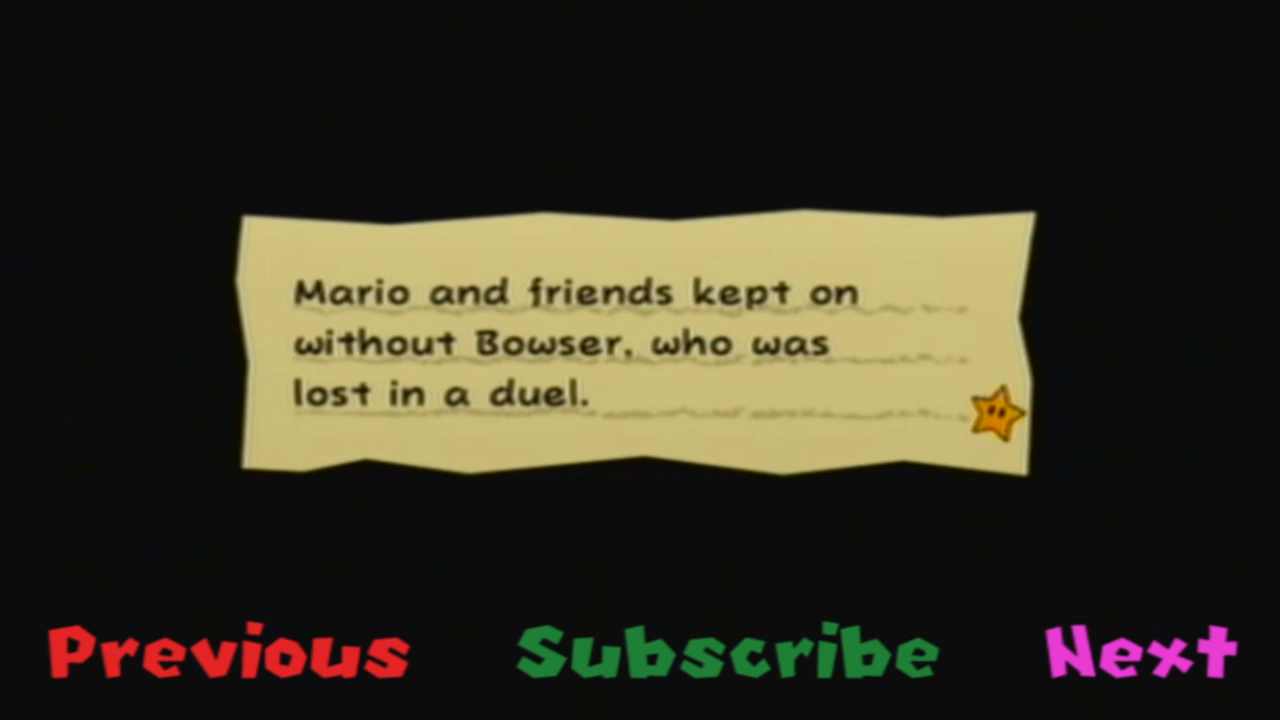 Mario and friends kept on
without Bowser, who was
lost in a duel.
Previous Subscribe Next